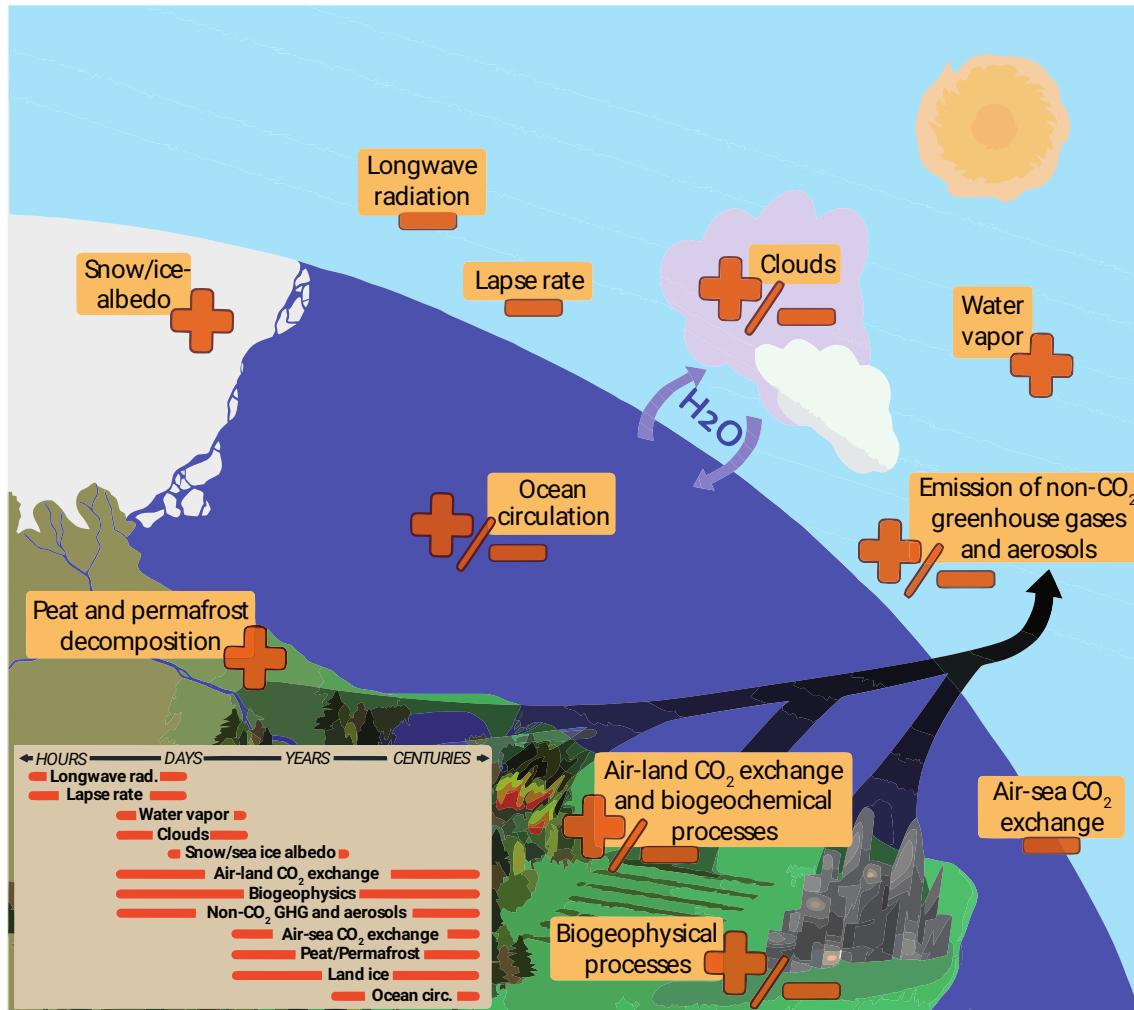 Longwave
radiation
Snow/ice-
albedo
Lapse rate
Clouds
Water
vapor
H2O
Ocean
circulation
Emission of non-CO₂
greenhouse gases
and aerosols
Peat and permafrost
decomposition
Air-land CO₂ exchange
and biogeochemical
processes
Air-sea CO₂
exchange
Biogeophysical
processes
HOURS DAYS YEARS CENTURIES
Longwave rad.
Lapse rate
Water vapor
Clouds
Snow/sea ice albedo
Air-land CO₂ exchange
Biogeophysics
Non-CO₂ GHG and aerosols
Air-sea CO₂ exchange
Peat/Permafrost
Land ice
Ocean circ.